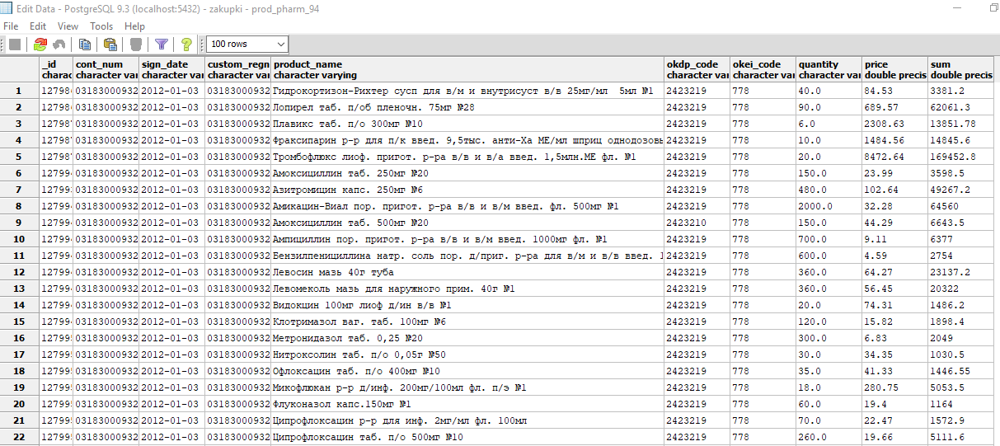 Edit Data - PostgreSQL 9.3 (localhost:5432) - zakupki - prod_pharm_94
File Edit View Tools Help
100 rows
_id cont_num sign_date custom_regn product_name okdp_code okei_code quantity price sum
charac character var character var character var character varying character var character var character var double precis double precis
1 12798 03183000932 2012-01-03 03183000932 Гидрокортизон-Рихтер сусп для в/м и внутрисуст в/в 25мг/мл 5мл №1 2423219 778 40.0 84.53 3381.2
2 12798 03183000932 2012-01-03 03183000932 Лопирел таб. п/об пленочн. 75мг №28 2423219 778 90.0 689.57 62061.3
3 12798 03183000932 2012-01-03 03183000932 Плавикс таб. п/о 300мг №10 2423219 778 6.0 2308.63 13851.78
4 12798 03183000932 2012-01-03 03183000932 Фраксипарин р-р для п/к введ. 9,5тыс. анти-Ха МЕ/мл шприц однодозовы 2423219 778 10.0 1484.56 14845.6
5 12798 03183000932 2012-01-03 03183000932 Тромбофлюкс лиоф. пригот. р-ра в/в и в/а введ. 1,5млн.МЕ фл. №1 2423219 778 20.0 8472.64 169452.8
6 12799 03183000932 2012-01-03 03183000932 Амоксициллин таб. 250мг №20 2423219 778 150.0 23.99 3598.5
7 12799 03183000932 2012-01-03 03183000932 Азитромицин капс. 250мг №6 2423219 778 480.0 102.64 49267.2
8 12799 03183000932 2012-01-03 03183000932 Амикацин-Виал пор. пригот. р-ра в/в и в/м введ. фл. 500мг №1 2423219 778 2000.0 32.28 64560
9 12799 03183000932 2012-01-03 03183000932 Амоксициллин таб. 500мг №20 2423210 778 150.0 44.29 6643.5
10 12799 03183000932 2012-01-03 03183000932 Ампициллин пор. пригот. р-ра в/в и в/м введ. 1000мг фл. №1 2423219 778 700.0 9.11 6377
11 12799 03183000932 2012-01-03 03183000932 Бензилпенициллина натр. соль пор. д/приг. р-ра для в/м и в/в введ. 1 2423219 778 600.0 4.59 2754
12 12799 03183000932 2012-01-03 03183000932 Левосин мазь 40г туба 2423219 778 360.0 64.27 23137.2
13 12799 03183000932 2012-01-03 03183000932 Левомеколь мазь для наружного прим. 40г №1 2423219 778 360.0 56.45 20322
14 12799 03183000932 2012-01-03 03183000932 Видокцин 100мг лиоф д/ин в/в №1 2423219 778 20.0 74.31 1486.2
15 12799 03183000932 2012-01-03 03183000932 Клотримазол ваг. таб. 100мг №6 2423219 778 120.0 15.82 1898.4
16 12799 03183000932 2012-01-03 03183000932 Метронидазол таб. 0,25 №20 2423219 778 300.0 6.83 2049
17 12799 03183000932 2012-01-03 03183000932 Нитроксолин таб. п/о 0,05г №50 2423219 778 30.0 34.35 1030.5
18 12799 03183000932 2012-01-03 03183000932 Офлоксацин таб. п/о 400мг №10 2423219 778 35.0 41.33 1446.55
19 12799 03183000932 2012-01-03 03183000932 Микофлюкан р-р д/инф. 200мг/100мл фл. п/э №1 2423219 778 18.0 280.75 5053.5
20 12799 03183000932 2012-01-03 03183000932 Флуконазол капс.150мг №1 2423219 778 60.0 19.4 1164
21 12799 03183000932 2012-01-03 03183000932 Ципрофлоксацин р-р для инф. 2мг/мл фл. 100мл 2423219 778 70.0 22.47 1572.9
22 12799 03183000932 2012-01-03 03183000932 Ципрофлоксацин таб. п/о 500мг №10 2423219 778 260.0 19.66 5111.6